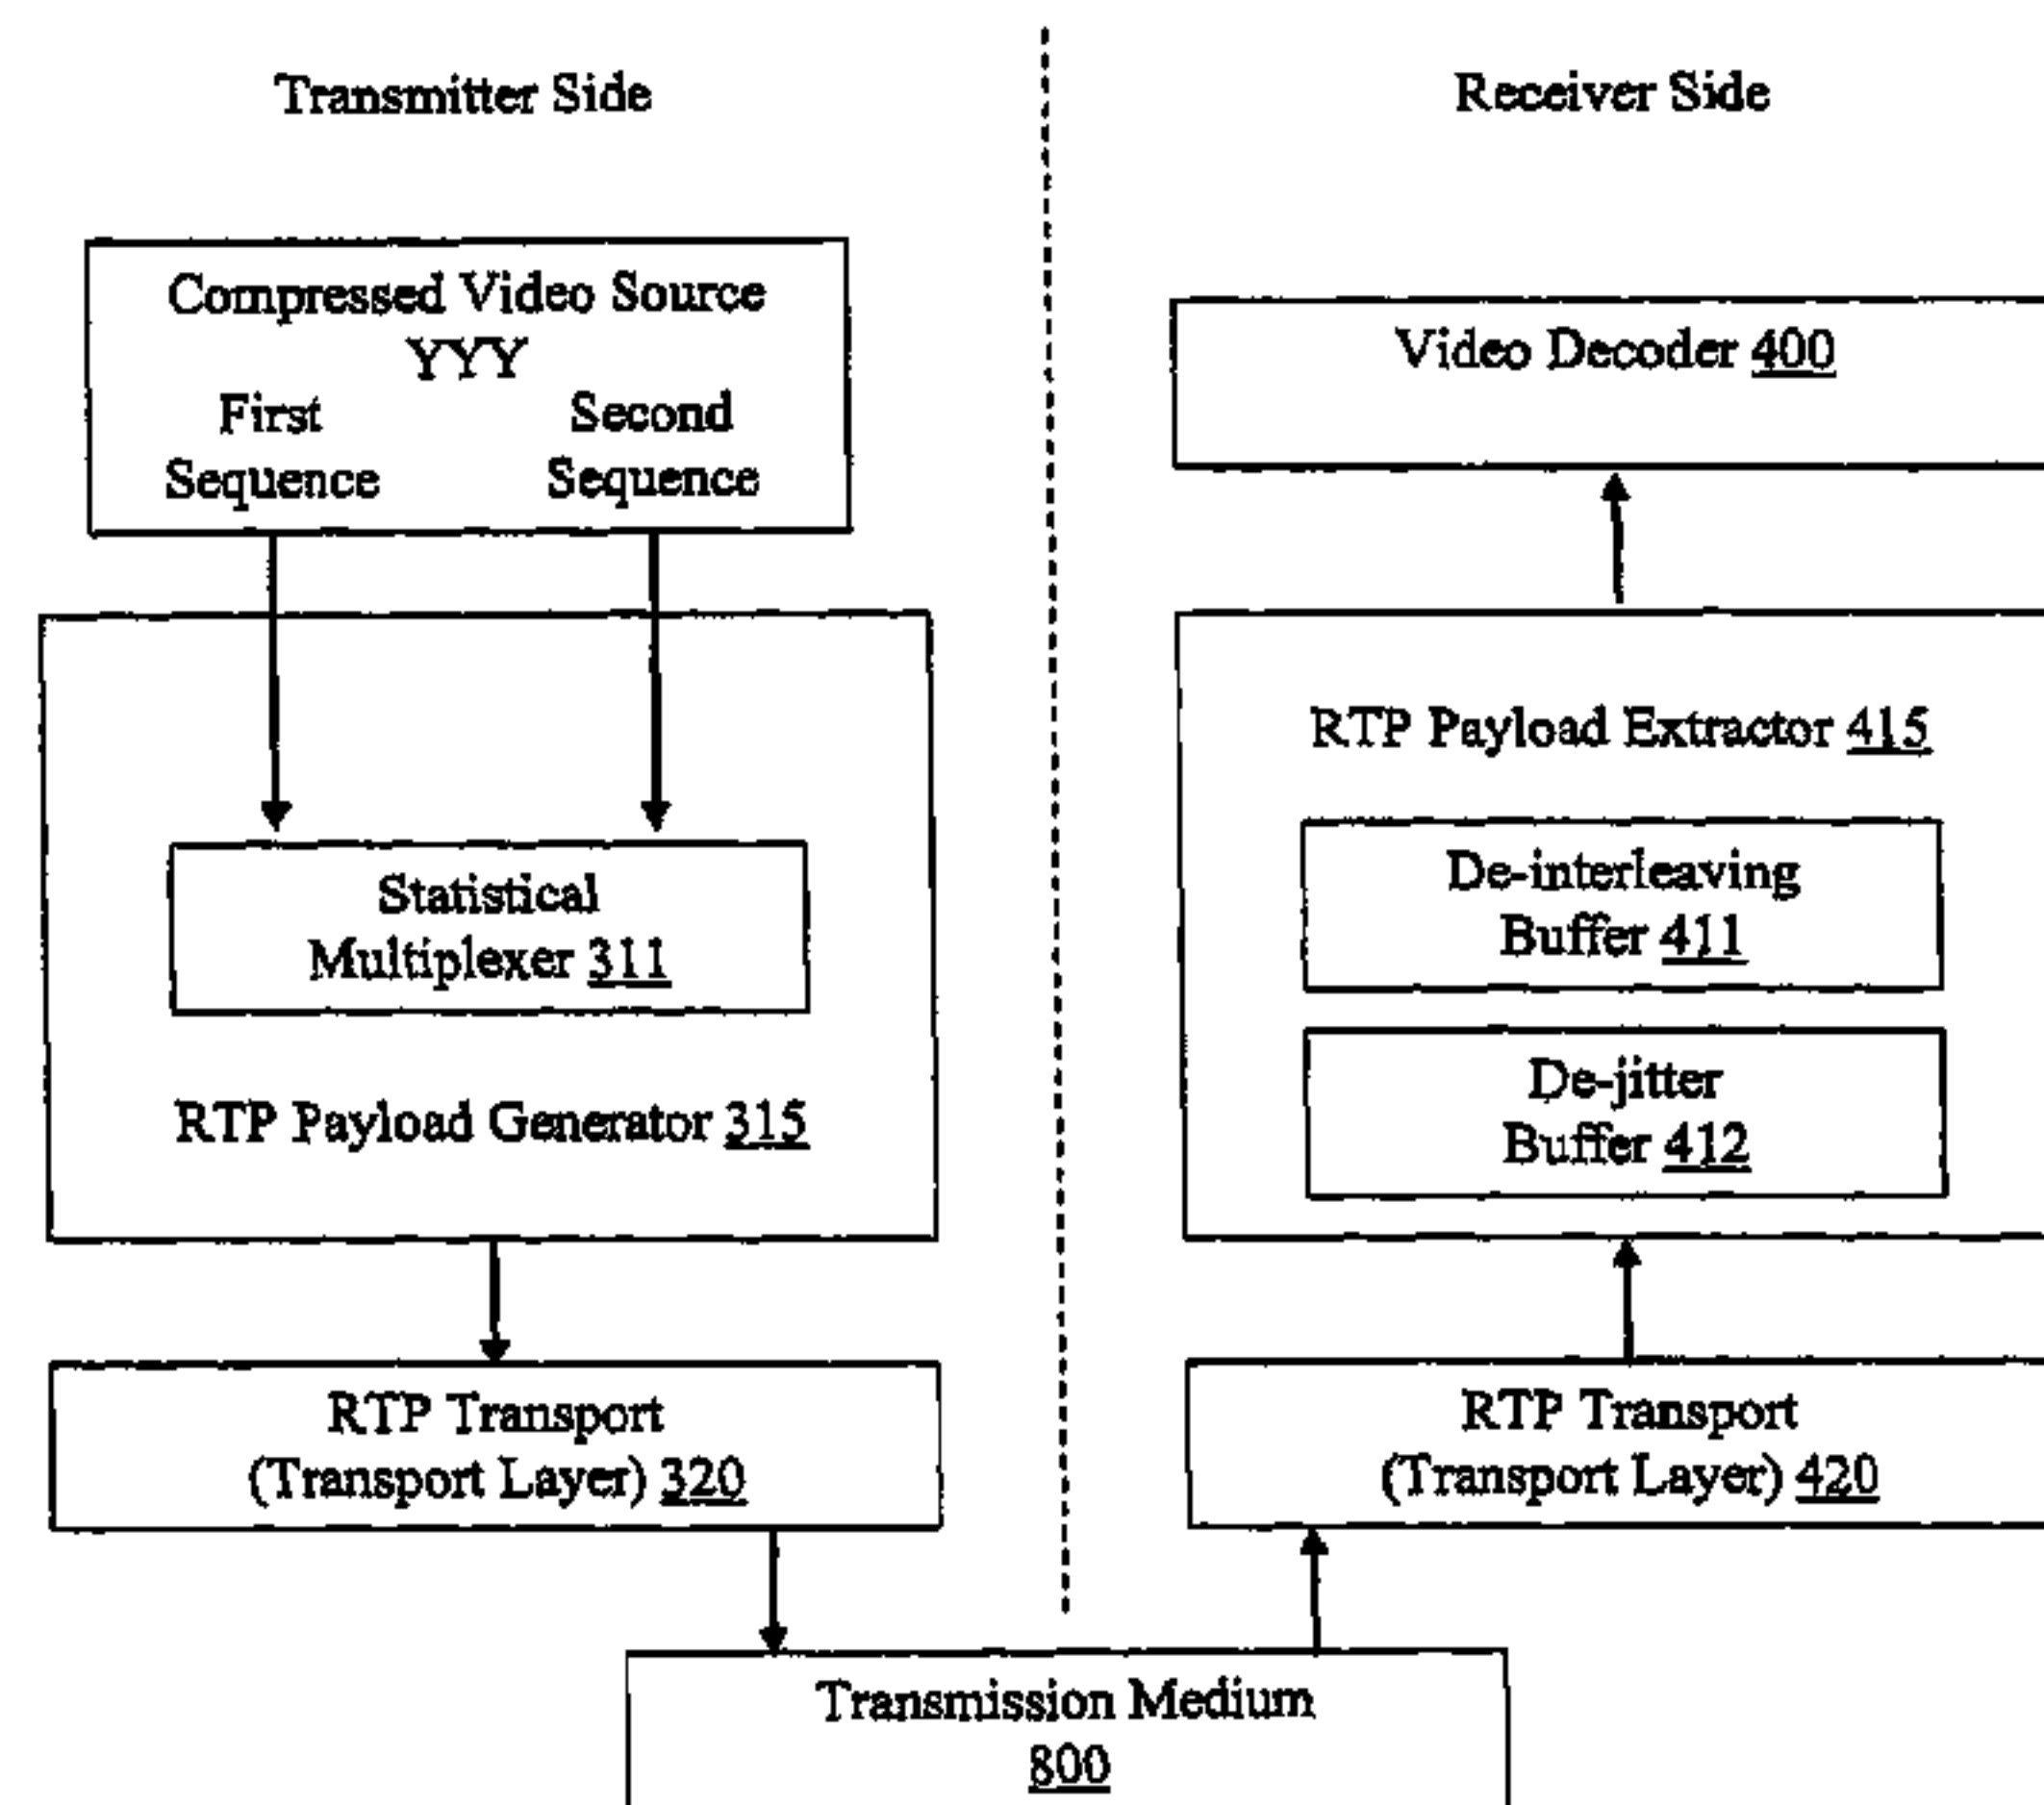 Transmitter Side
Compressed Video Source
YYY
First
Sequence
Second
Sequence
Statistical
Multiplexer 311
RTP Payload Generator 315
RTP Transport
(Transport Layer) 320
Receiver Side
Video Decoder 400
RTP Payload Extractor 415
De-interleaving
Buffer 411
De-jitter
Buffer 412
RTP Transport
(Transport Layer) 420
Transmission Medium
800